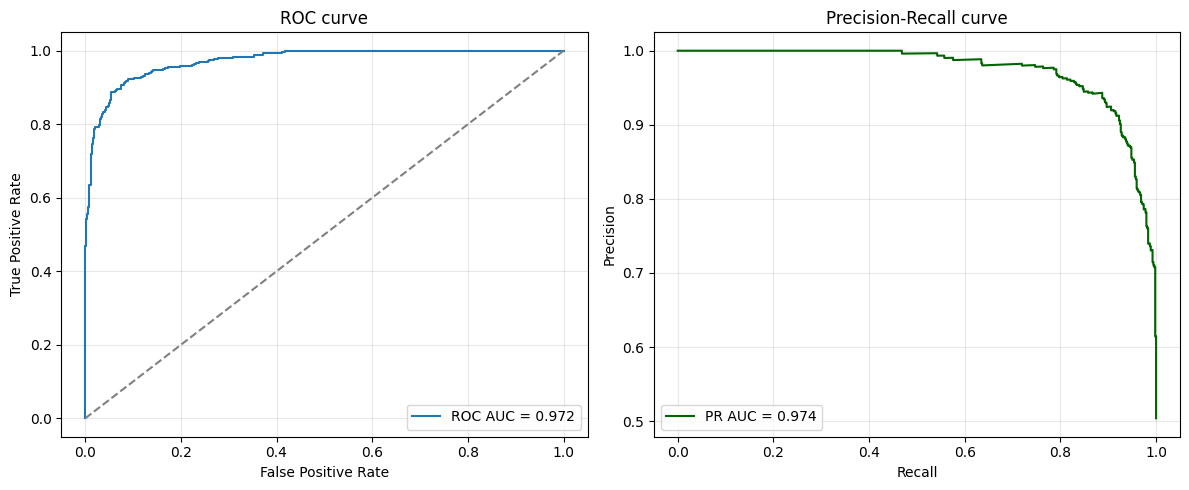 ROC curve
True Positive Rate
1.0
0.8
0.6
0.4
0.2
0.0
0.0 0.2 0.4 0.6 0.8 1.0
False Positive Rate
ROC AUC = 0.972
Precision-Recall curve
Precision
1.0
0.9
0.8
0.7
0.6
0.5
0.0 0.2 0.4 0.6 0.8 1.0
Recall
PR AUC = 0.974